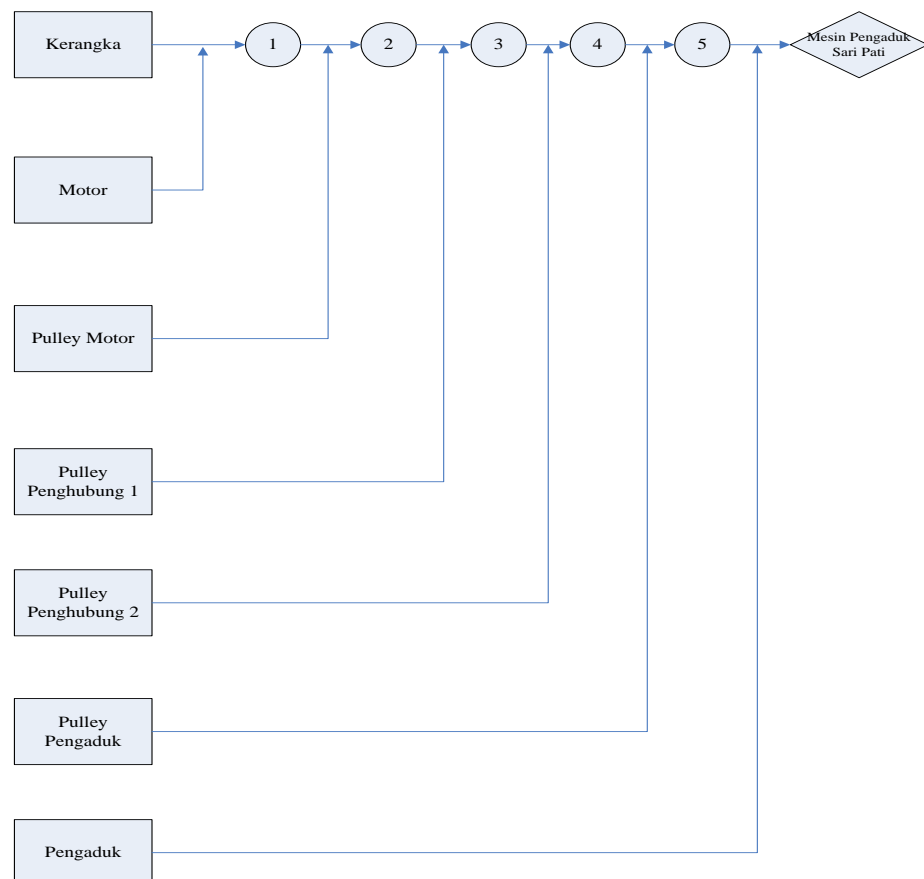 Kerangka
1
2
3
4
5
Mesin Pengaduk
Sari Pati
Motor
Pulley Motor
Pulley
Penghubung 1
Pulley
Penghubung 2
Pulley
Pengaduk
Pengaduk